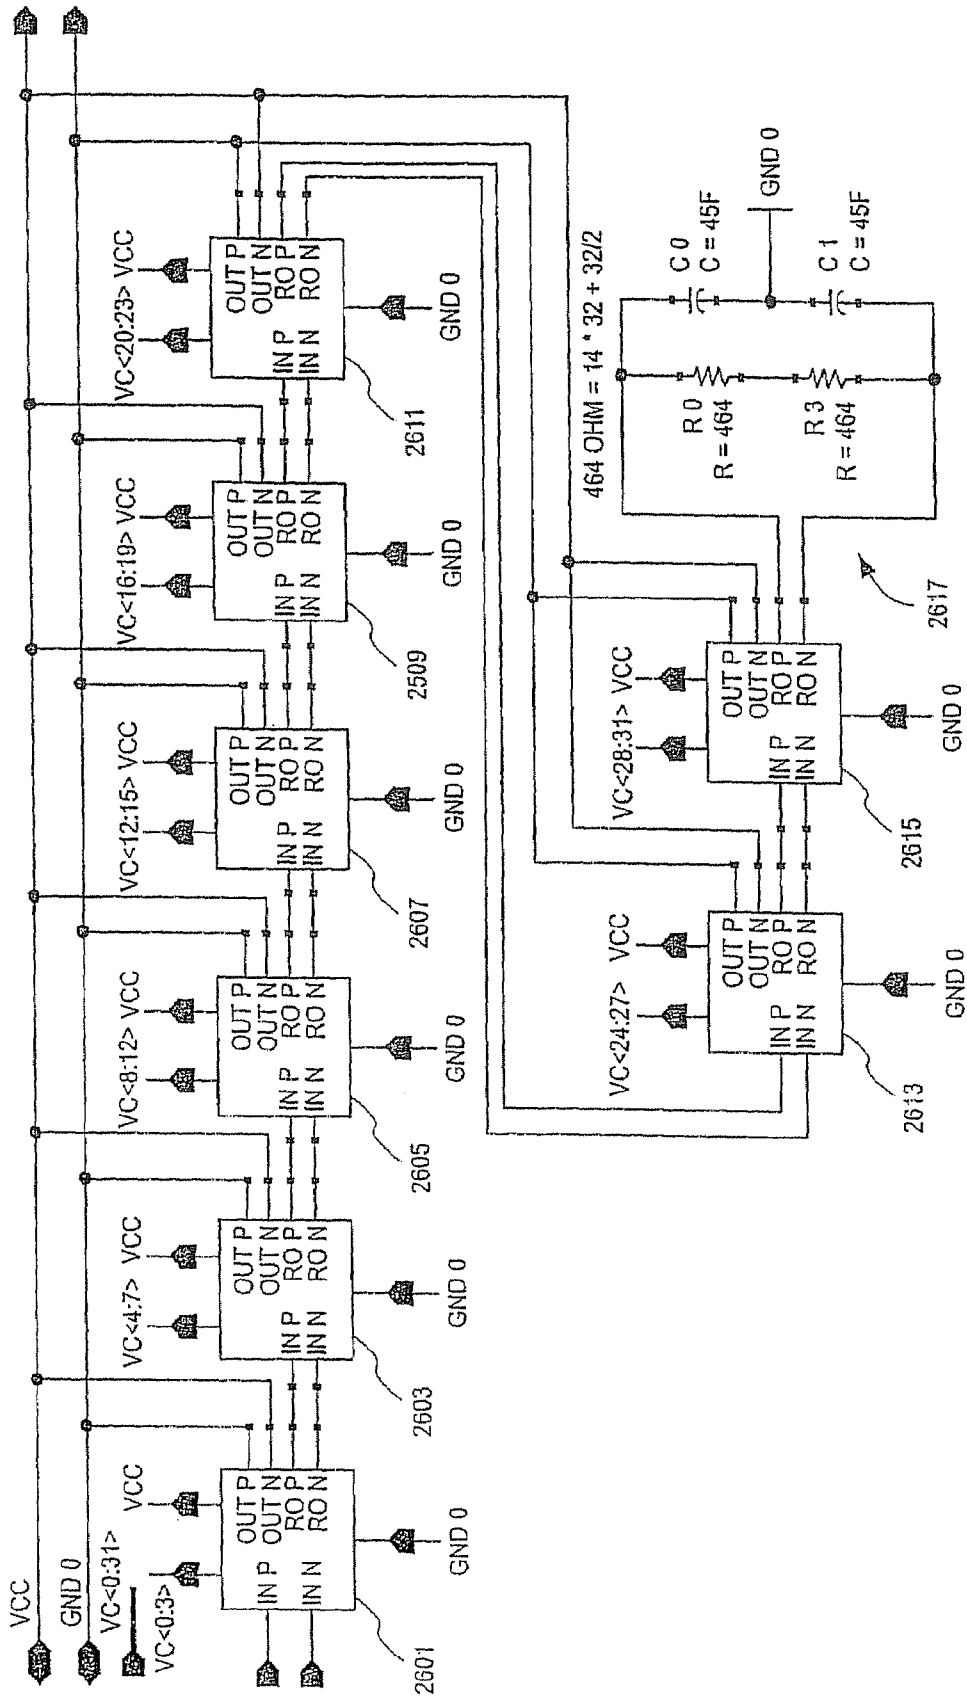 VCC
GND 0
VC<0:31>
VC<0:3>
VCC
OUT P
OUT N
RO P
RO N
IN P
IN N
GND 0
2601
VC<4:7>
VCC
OUT P
OUT N
RO P
RO N
IN P
IN N
GND 0
2603
VC<8:12>
VCC
OUT P
OUT N
RO P
RO N
IN P
IN N
GND 0
2605
VC<12:15>
VCC
OUT P
OUT N
RO P
RO N
IN P
IN N
GND 0
2607
VC<16:19>
VCC
OUT P
OUT N
RO P
RO N
IN P
IN N
GND 0
2509
VC<20:23>
VCC
OUT P
OUT N
RO P
RO N
IN P
IN N
GND 0
2611
VC<24:27>
VCC
OUT P
OUT N
RO P
RO N
IN P
IN N
GND 0
2613
VC<28:31>
VCC
OUT P
OUT N
RO P
RO N
IN P
IN N
GND 0
2615
464 OHM = 14 * 32 + 32/2
R 0
R = 464
R 3
R = 464
C 0
C = 45F
C 1
C = 45F
GND 0
2617